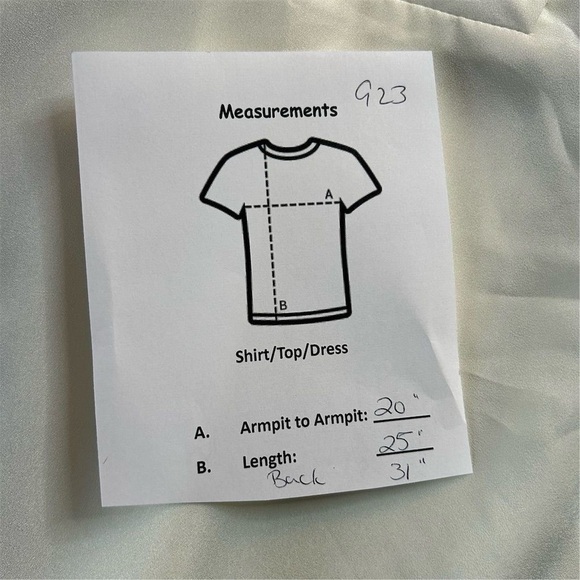 G23
Measurements
A
B
Shirt/Top/Dress
A. Armpit to Armpit: 20"
B. Length: 25"
Back 31"